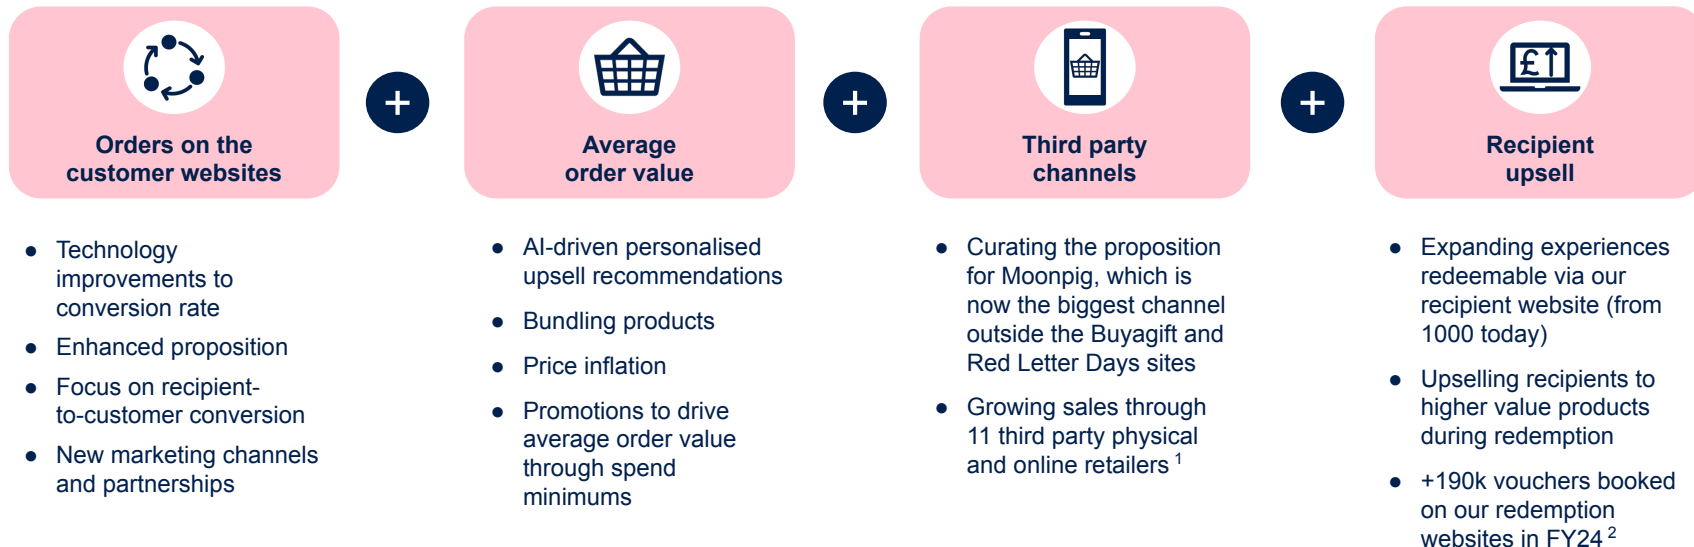 Orders on the
customer websites
● Technology
improvements to
conversion rate
● Enhanced proposition
● Focus on recipient-
to-customer conversion
● New marketing channels
and partnerships
+
Average
order value
● AI-driven personalised
upsell recommendations
● Bundling products
● Price inflation
● Promotions to drive
average order value
through spend
minimums
+
Third party
channels
● Curating the proposition
for Moonpig, which is
now the biggest channel
outside the Buyagift and
Red Letter Days sites
● Growing sales through
11 third party physical
and online retailers 1
+
£
Recipient
upsell
● Expanding experiences
redeemable via our
recipient website (from
1000 today)
● Upselling recipients to
higher value products
during redemption
● +190k vouchers booked
on our redemption
websites in FY24 2